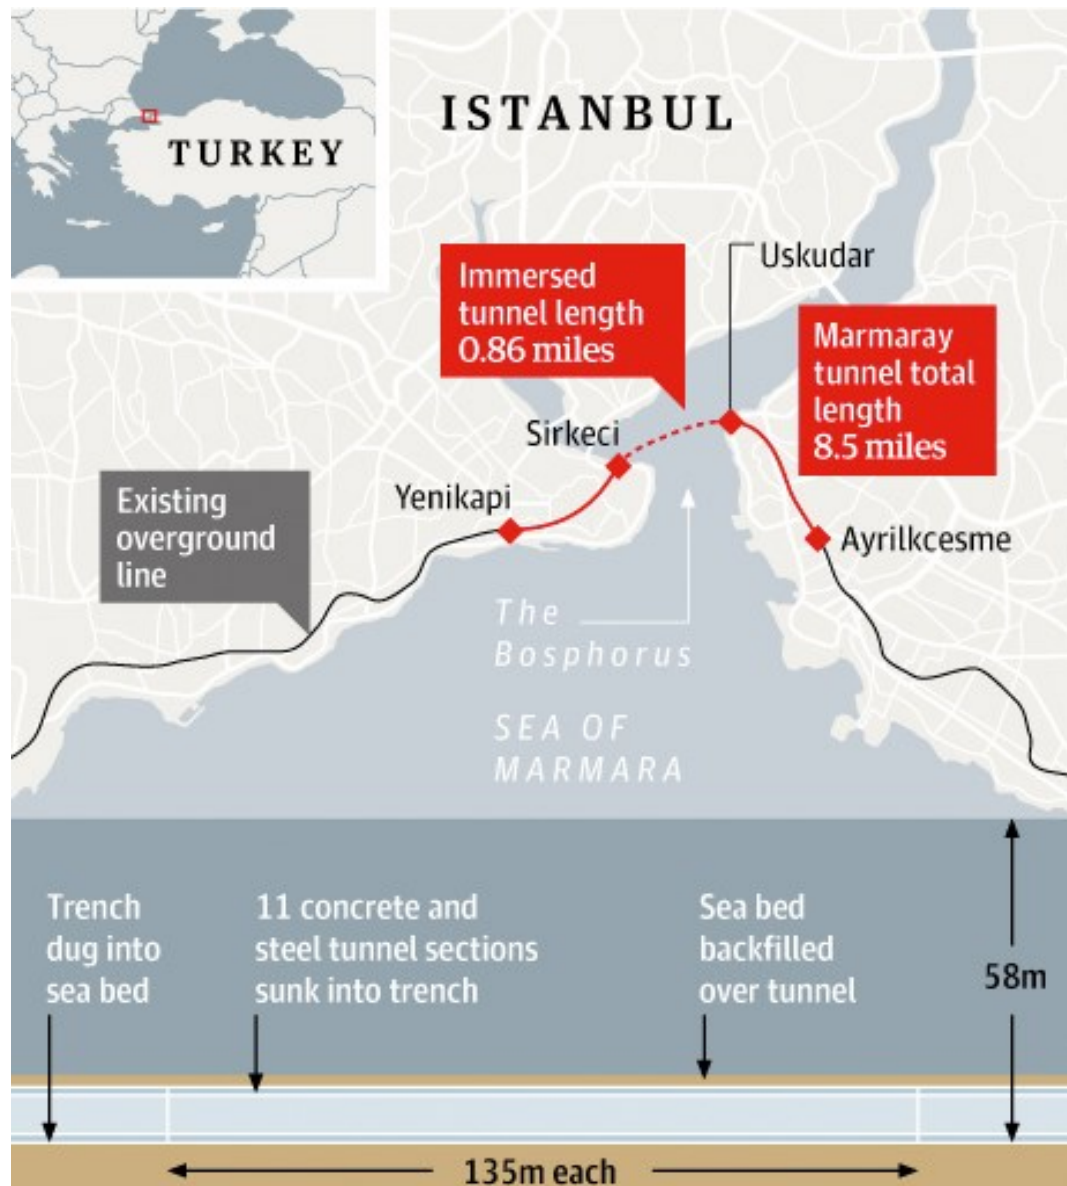 TURKEY
ISTANBUL
Uskudar
Immersed
tunnel length
0.86 miles
Marmaray
tunnel total
length
8.5 miles
Sirkeci
Yenikapi
Existing
overground
line
Ayrilkcesme
The
Bosphorus
SEA OF
MARMARA
Trench
dug into
sea bed
11 concrete and
steel tunnel sections
sunk into trench
Sea bed
backfilled
over tunnel
58m
135m each